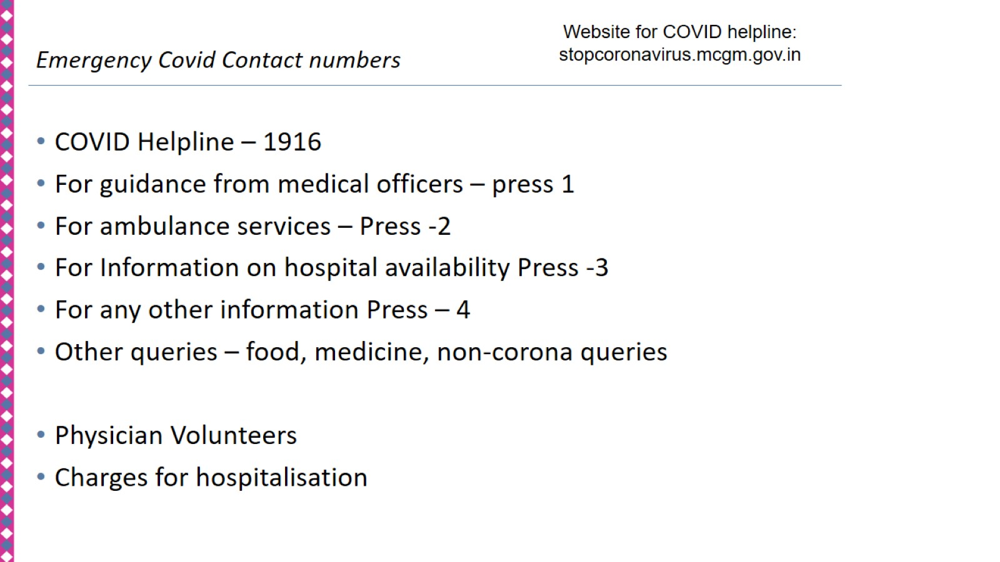 Website for COVID helpline:
stopcoronavirus.mcgm.gov.in
Emergency Covid Contact numbers
• COVID Helpline – 1916
• For guidance from medical officers – press 1
• For ambulance services – Press -2
• For Information on hospital availability Press -3
• For any other information Press – 4
• Other queries – food, medicine, non-corona queries
• Physician Volunteers
• Charges for hospitalisation